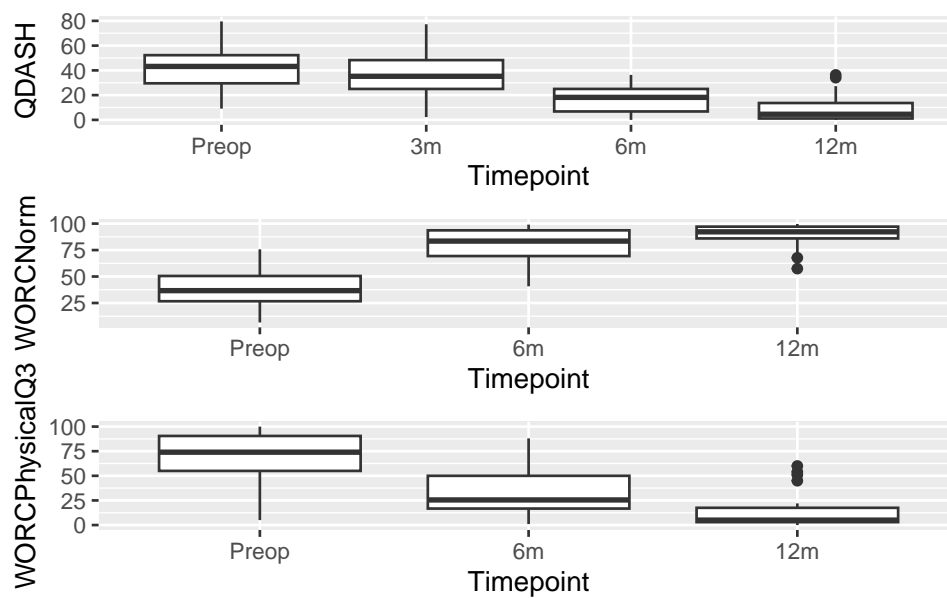 QDASH
80
60
40
20
0
Preop 3m 6m 12m
Timepoint
WORCNorm
100
75
50
25
Preop 6m 12m
Timepoint
WORCPhysicalQ3
100
75
50
25
0
Preop 6m 12m
Timepoint